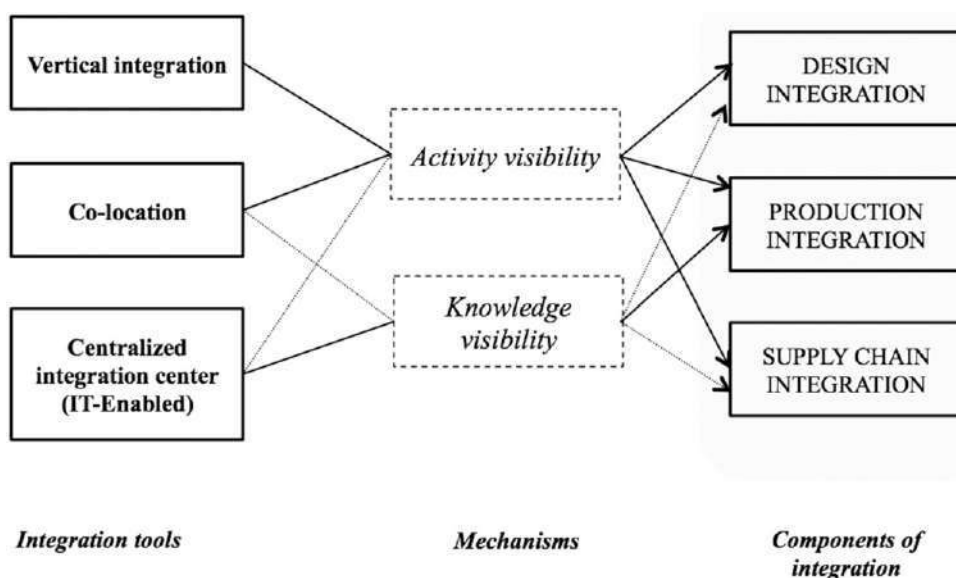 Vertical integration
Co-location
Centralized
integration center
(IT-Enabled)
Activity visibility
Knowledge
visibility
DESIGN
INTEGRATION
PRODUCTION
INTEGRATION
SUPPLY CHAIN
INTEGRATION
Integration tools
Mechanisms
Components of
integration